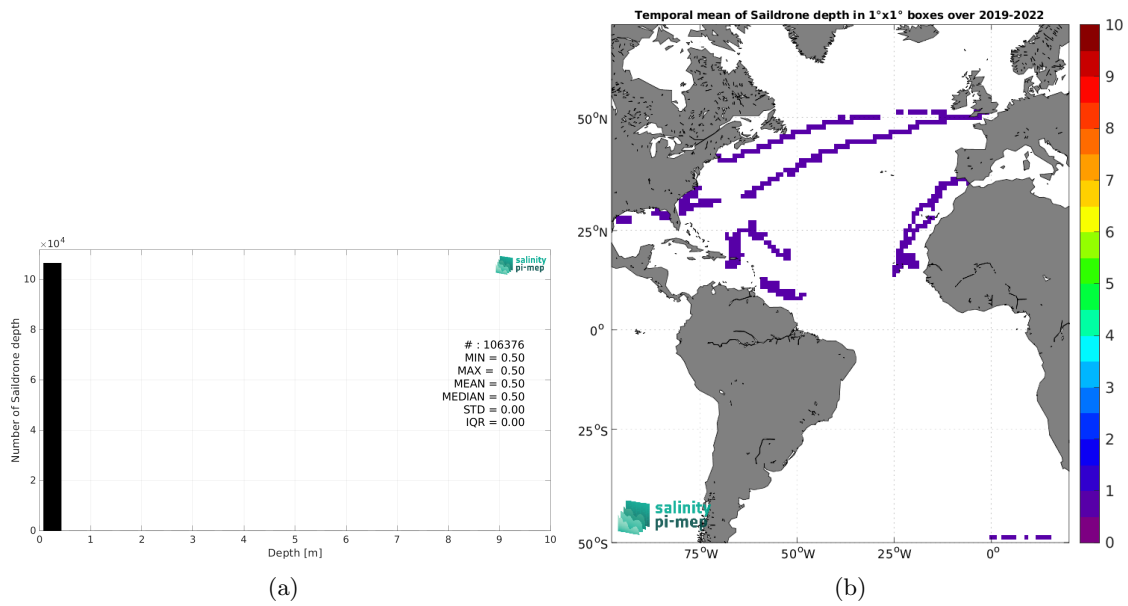 ×10⁴
10
8
6
4
2
0
Number of Saildrone depth
0 1 2 3 4 5 6 7 8 9 10
Depth [m]
salinity
pi-mep
# : 106376
MIN = 0.50
MAX = 0.50
MEAN = 0.50
MEDIAN = 0.50
STD = 0.00
IQR = 0.00
(a)
Temporal mean of Saildrone depth in 1°x1° boxes over 2019-2022
50°N
25°N
0°
25°S
50°S
75°W 50°W 25°W 0°
salinity
pi-mep
10
9
8
7
6
5
4
3
2
1
0
(b)